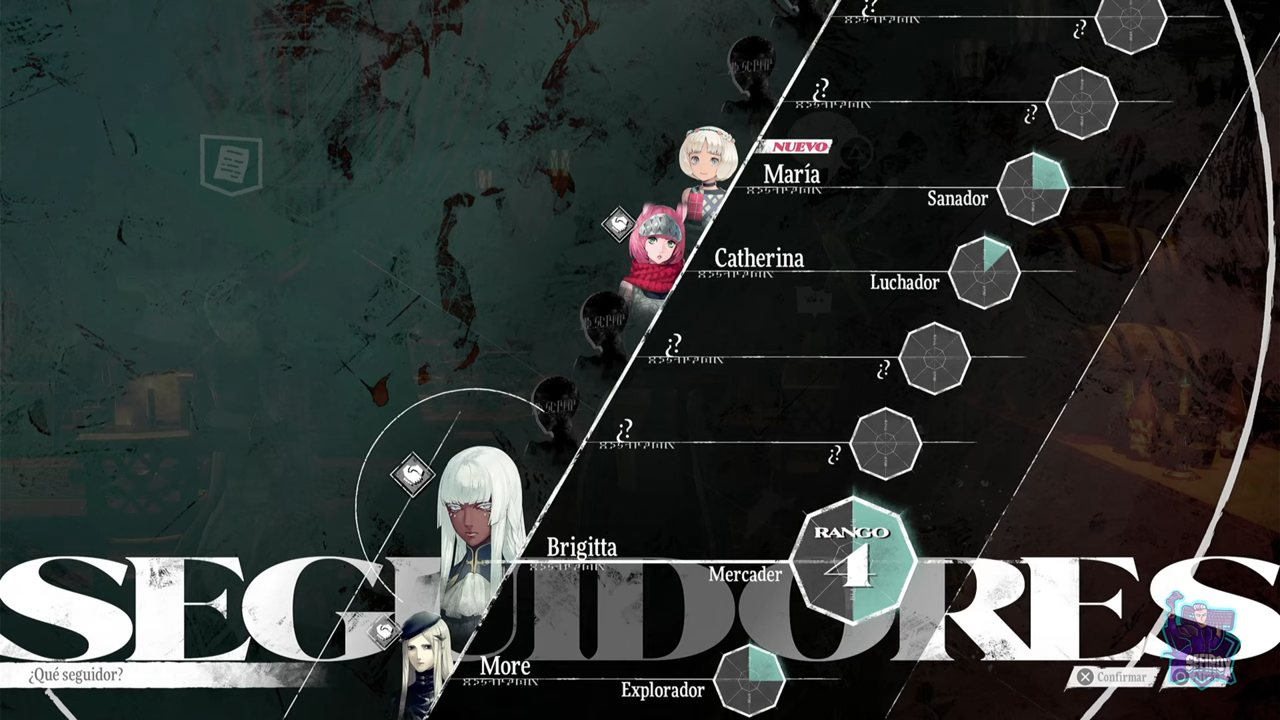 ¿?
¿?
¿?
¿?
NUEVO
María
Sanador
Catherina
Luchador
¿?
¿?
¿?
¿?
RANGO
4
Brigitta
Mercader
SEGUIDORES
More
Explorador
¿Qué seguidor?
Confirmar